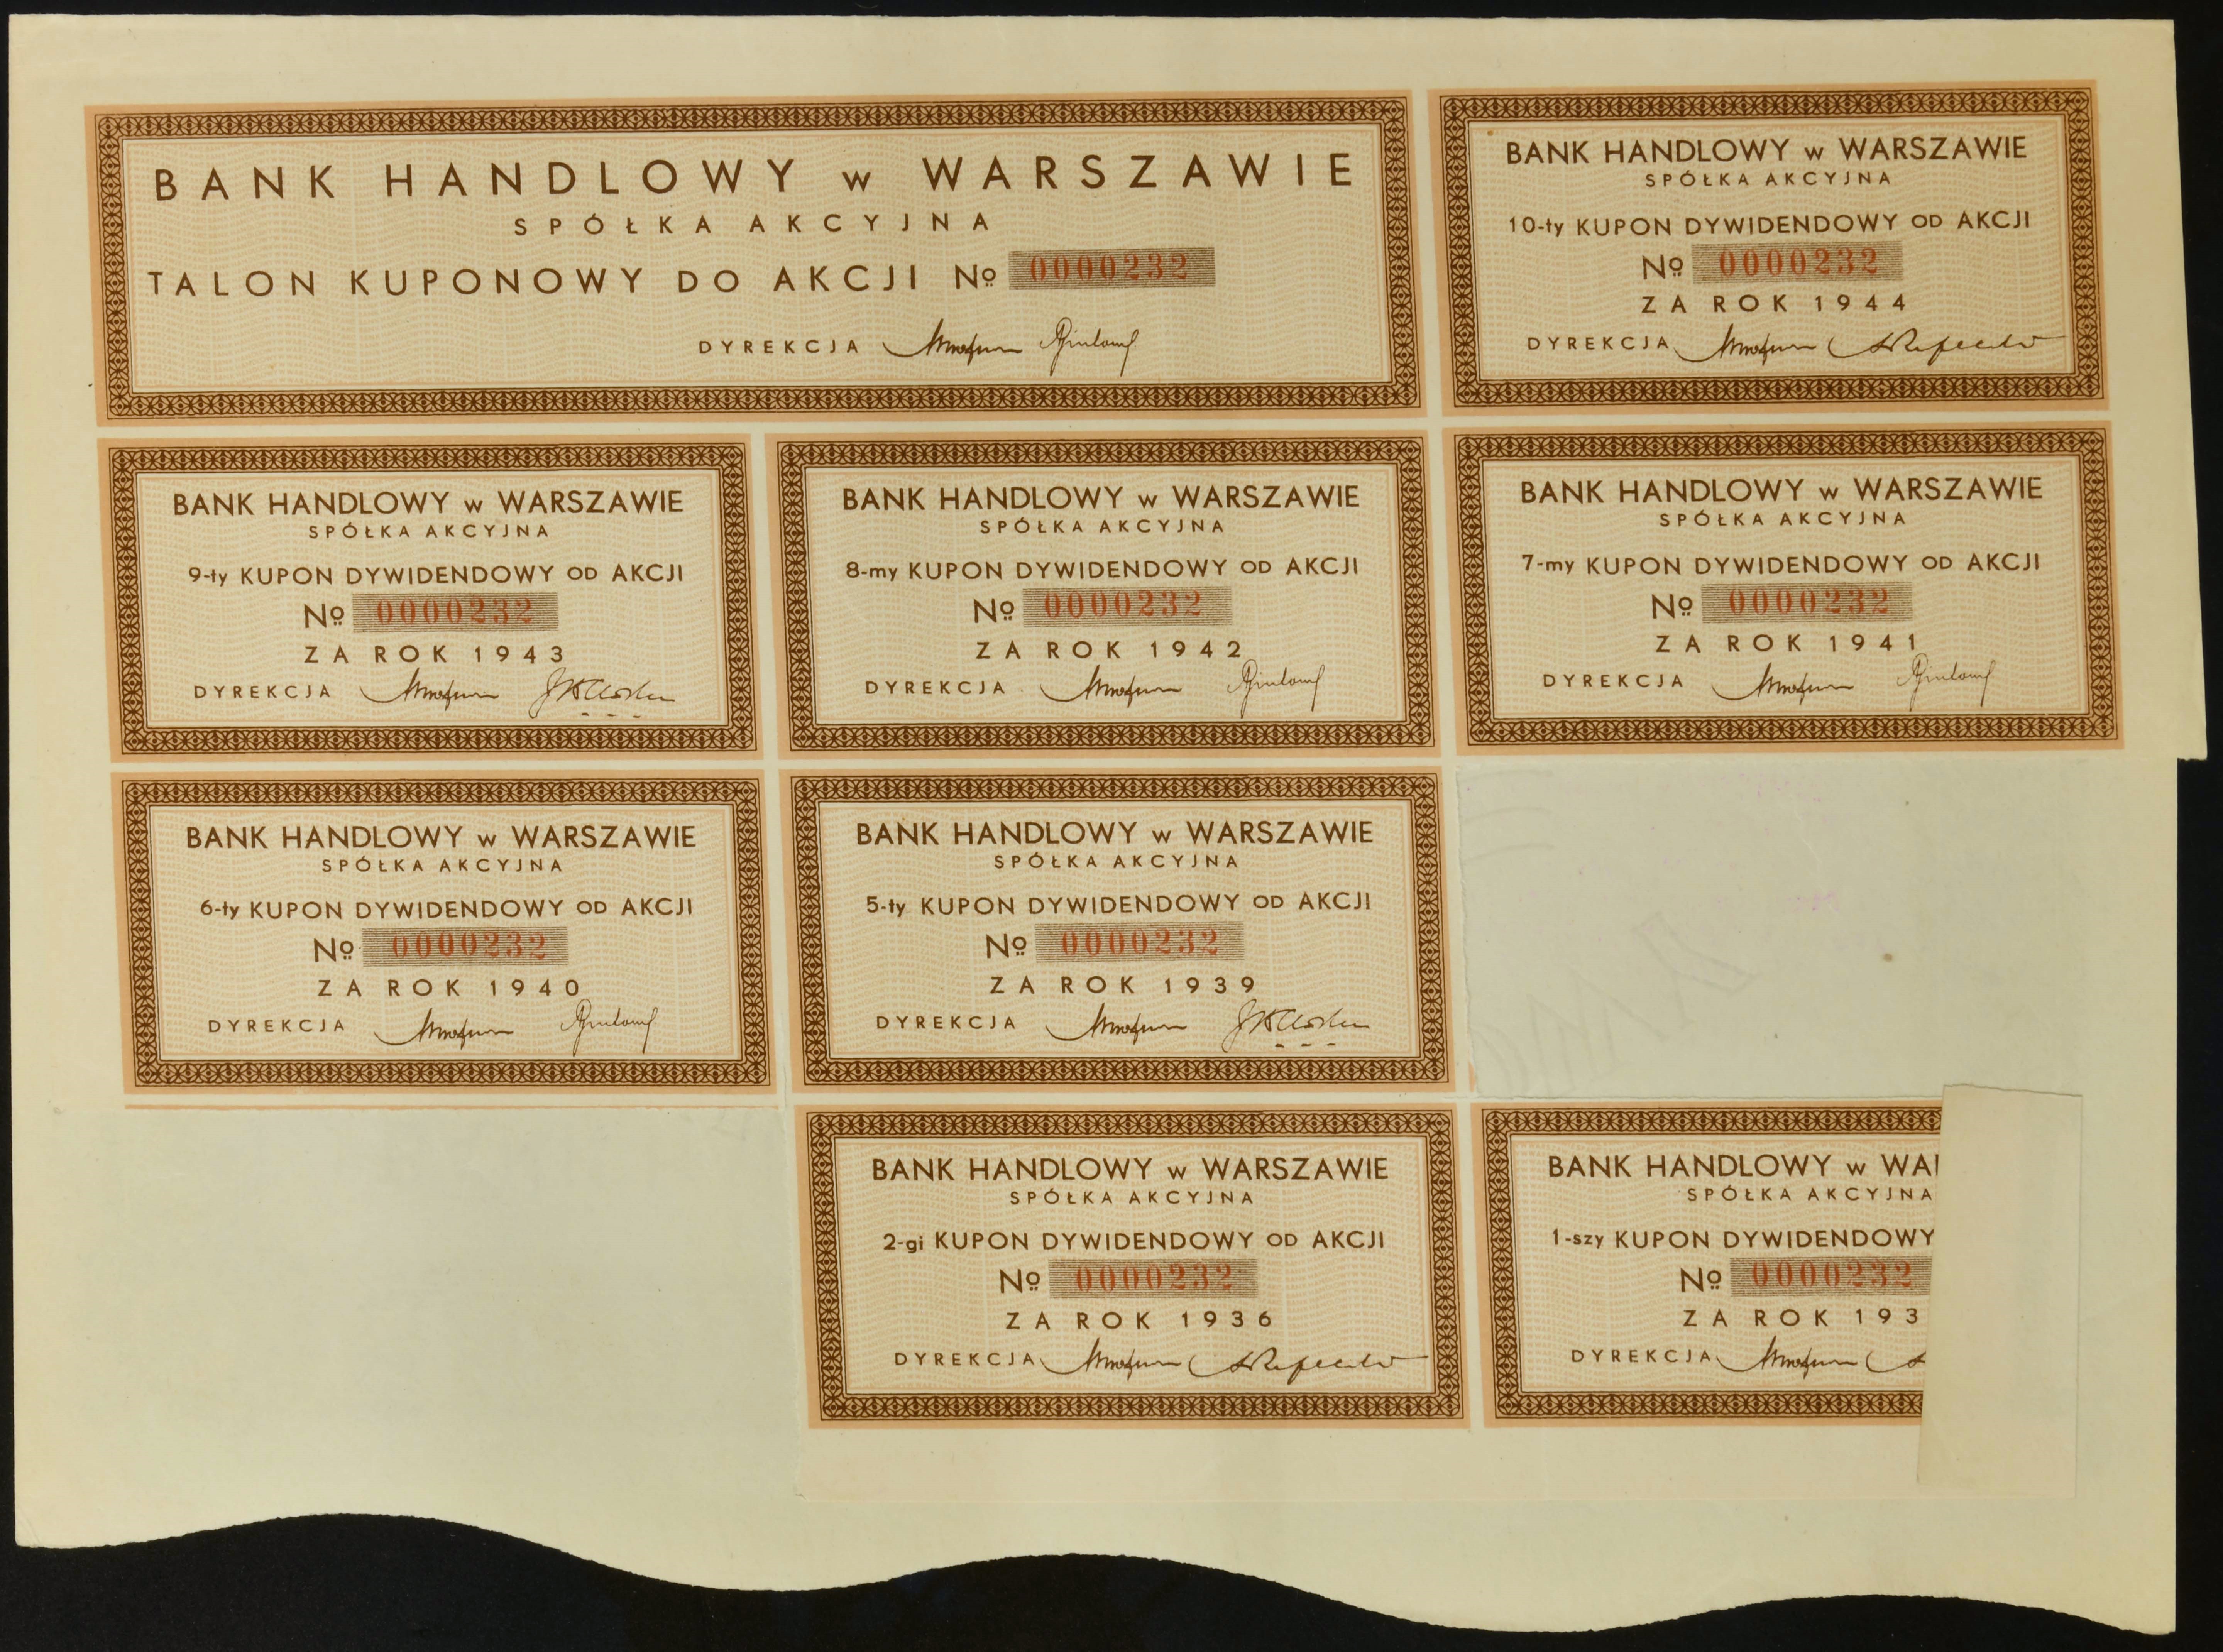 BANK HANDLOWY w WARSZAWIE
SPÓŁKA AKCYJNA
TALON KUPONOWY DO AKCJI № 0000232
DYREKCJA
BANK HANDLOWY w WARSZAWIE
SPÓŁKA AKCYJNA
10-ty KUPON DYWIDENDOWY OD AKCJI
№ 0000232
ZA ROK 1944
DYREKCJA
BANK HANDLOWY w WARSZAWIE
SPÓŁKA AKCYJNA
9-ty KUPON DYWIDENDOWY OD AKCJI
№ 0000232
ZA ROK 1943
DYREKCJA
BANK HANDLOWY w WARSZAWIE
SPÓŁKA AKCYJNA
8-my KUPON DYWIDENDOWY OD AKCJI
№ 0000232
ZA ROK 1942
DYREKCJA
BANK HANDLOWY w WARSZAWIE
SPÓŁKA AKCYJNA
7-my KUPON DYWIDENDOWY OD AKCJI
№ 0000232
ZA ROK 1941
DYREKCJA
BANK HANDLOWY w WARSZAWIE
SPÓŁKA AKCYJNA
6-ty KUPON DYWIDENDOWY OD AKCJI
№ 0000232
ZA ROK 1940
DYREKCJA
BANK HANDLOWY w WARSZAWIE
SPÓŁKA AKCYJNA
5-ty KUPON DYWIDENDOWY OD AKCJI
№ 0000232
ZA ROK 1939
DYREKCJA
BANK HANDLOWY w WARSZAWIE
SPÓŁKA AKCYJNA
2-gi KUPON DYWIDENDOWY OD AKCJI
№ 0000232
ZA ROK 1936
DYREKCJA
BANK HANDLOWY w WA
SPÓŁKA AKCYJNA
1-szy KUPON DYWIDENDOWY
№ 0000232
ZA ROK 193
DYREKCJA